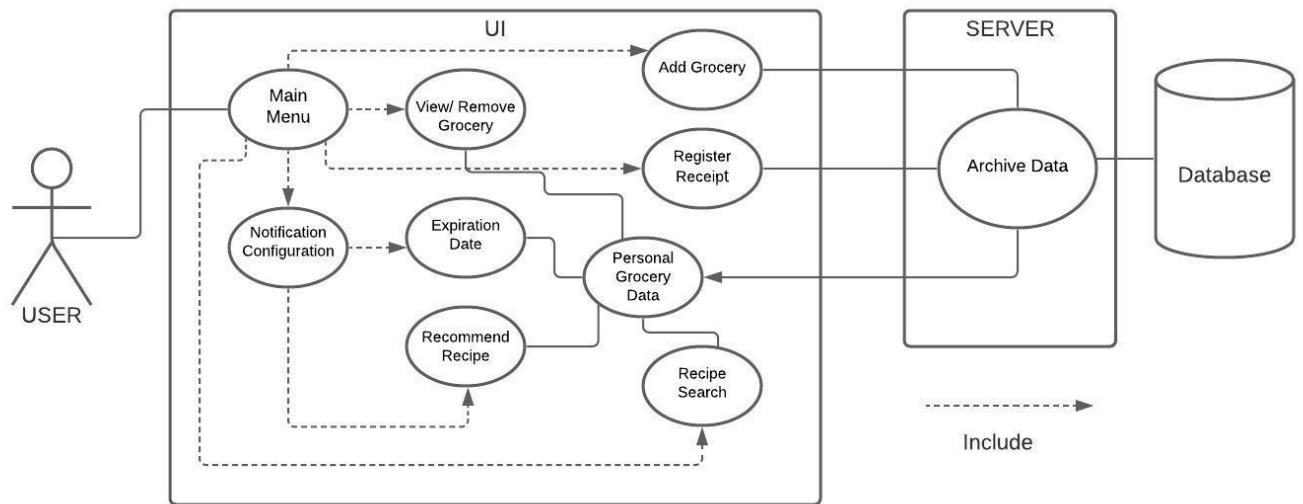 UI
SERVER
Main
Menu
View/ Remove
Grocery
Add Grocery
Register
Receipt
Archive Data
Database
Notification
Configuration
Expiration
Date
Personal
Grocery
Data
USER
Recommend
Recipe
Recipe
Search
Include